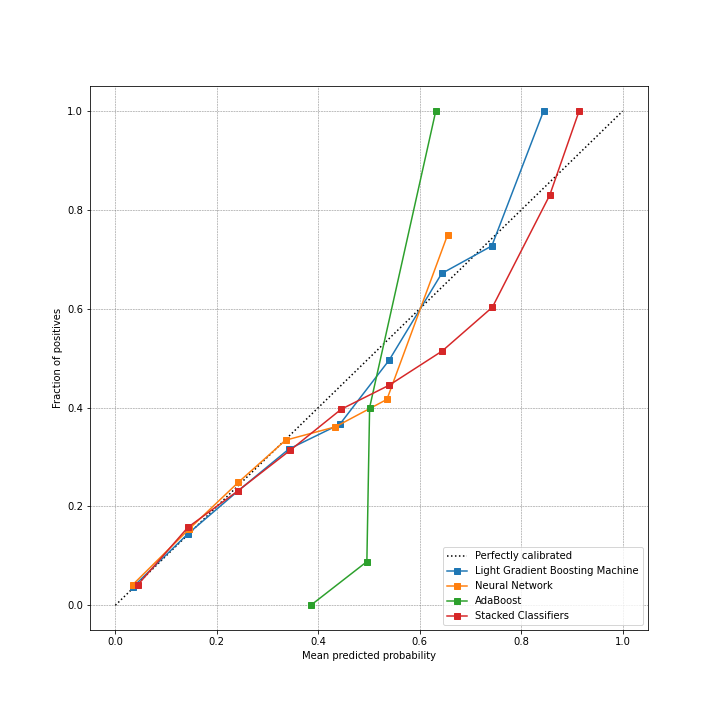 1.0
0.8
0.6
0.4
0.2
0.0
Fraction of positives
Perfectly calibrated
Light Gradient Boosting Machine
Neural Network
AdaBoost
Stacked Classifiers
0.0 0.2 0.4 0.6 0.8 1.0
Mean predicted probability